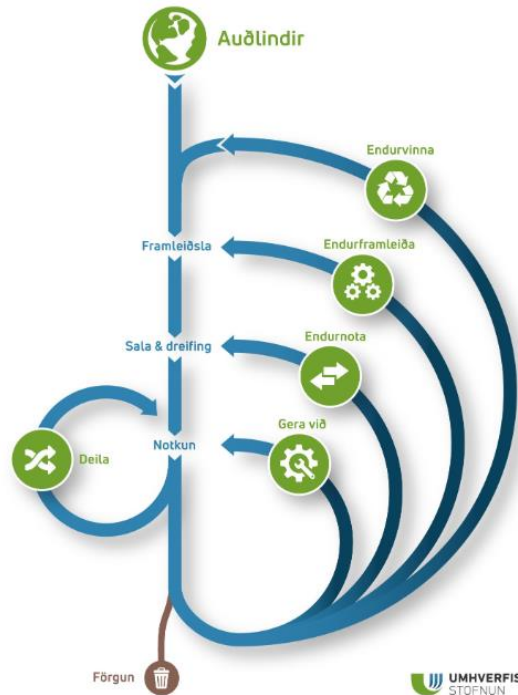 Auðlindir
Endurvinna
Framleiðsla
Endurframleiða
Sala & dreifing
Endurnota
Gera við
Notkun
Deila
Förgun
UMHVERFIS
STOFNUN